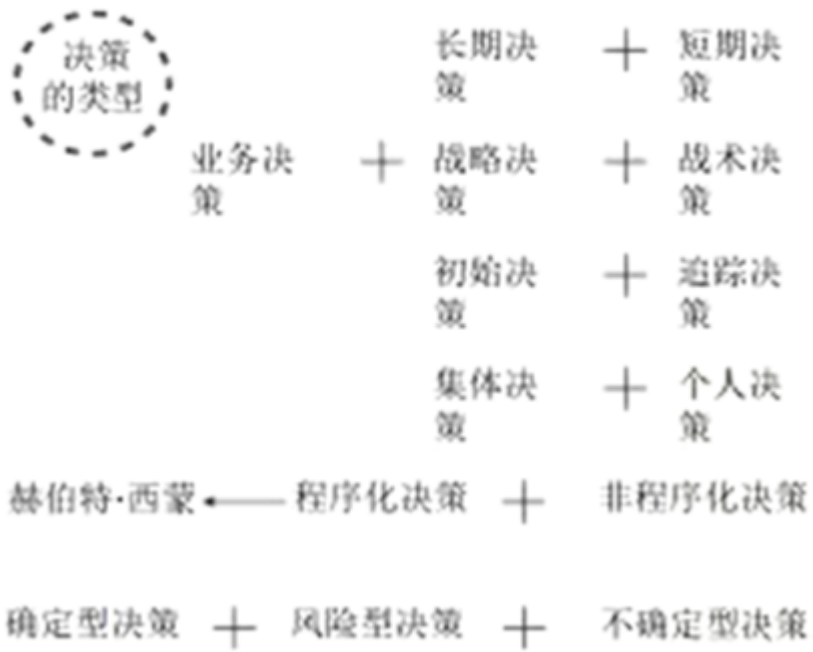 决策
的类型
长期决策 + 短期决策
业务决策 + 战略决策 + 战术决策
初始决策 + 追踪决策
集体决策 + 个人决策
赫伯特·西蒙 ← 程序化决策 + 非程序化决策
确定型决策 + 风险型决策 + 不确定型决策